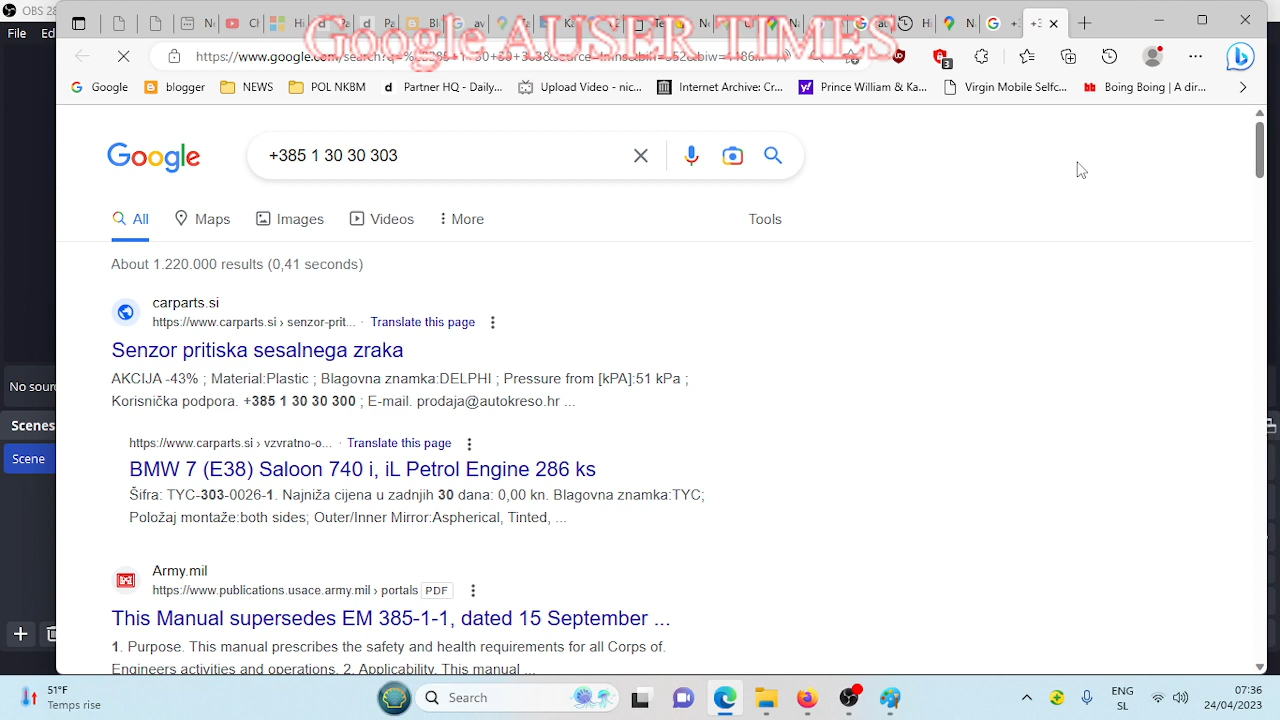 OBS 28
File
Ed
Google AUSER TIMES
https://www.google.com/search?q=%
3
Google
blogger
NEWS
POL NKBM
Partner HQ - Daily...
Upload Video - nic...
Internet Archive: Cr...
Prince William & Ka...
Virgin Mobile Selfc...
Boing Boing | A dir...
Google
+385 1 30 30 303
All
Maps
Images
Videos
More
Tools
About 1.220.000 results (0,41 seconds)
carparts.si
https://www.carparts.si › senzor-prit... · Translate this page
Senzor pritiska sesalnega zraka
AKCIJA -43% ; Material:Plastic ; Blagovna znamka:DELPHI ; Pressure from [kPA]:51 kPa ;
Korisnička podpora. +385 1 30 30 300 ; E-mail. prodaja@autokreso.hr ...
https://www.carparts.si › vzvratno-o... · Translate this page
BMW 7 (E38) Saloon 740 i, iL Petrol Engine 286 ks
Šifra: TYC-303-0026-1. Najniža cijena u zadnjih 30 dana: 0,00 kn. Blagovna znamka:TYC;
Položaj montaže:both sides; Outer/Inner Mirror:Aspherical, Tinted, ...
Army.mil
https://www.publications.usace.army.mil › portals PDF
This Manual supersedes EM 385-1-1, dated 15 September ...
1. Purpose. This manual prescribes the safety and health requirements for all Corps of.
Engineers activities and operations. 2. Applicability. This manual ...
No sour
Scenes
Scene
51°F
Temps rise
Search
ENG
SL
07:36
24/04/2023